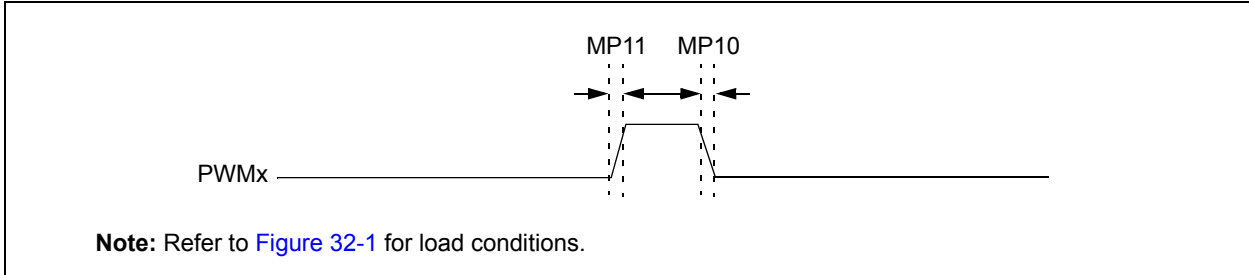 MP11 MP10
PWMx
Note: Refer to Figure 32-1 for load conditions.